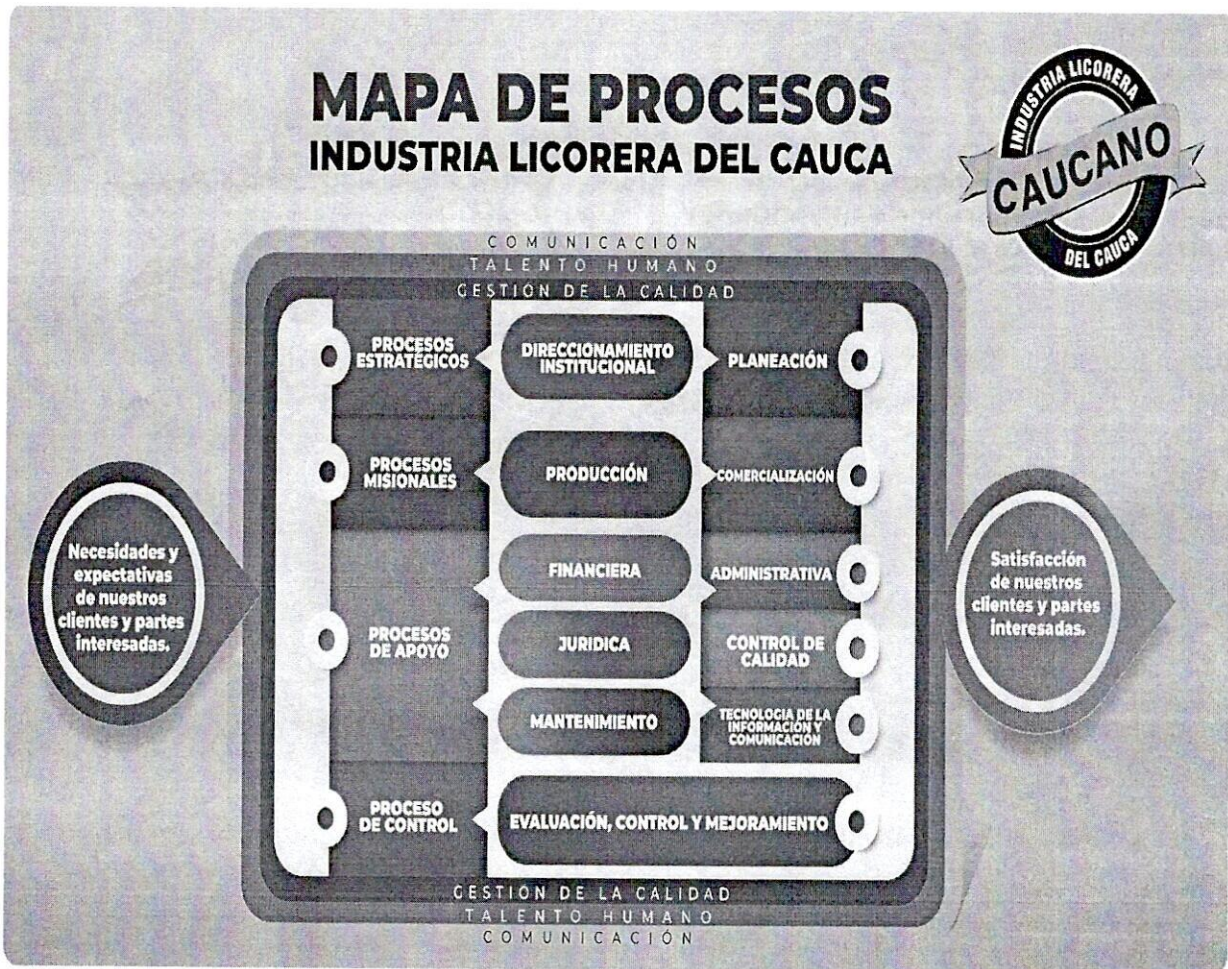 MAPA DE PROCESOS
INDUSTRIA LICORERA DEL CAUCA
INDUSTRIA LICORERA
CAUCANO
DEL CAUCA
COMUNICACIÓN
TALENTO HUMANO
GESTIÓN DE LA CALIDAD
PROCESOS
ESTRATÉGICOS
DIRECCIONAMIENTO
INSTITUCIONAL
PLANEACIÓN
PROCESOS
MISIONALES
PRODUCCIÓN
COMERCIALIZACIÓN
Necesidades y
expectativas
de nuestros
clientes y partes
interesadas.
PROCESOS
DE APOYO
FINANCIERA
ADMINISTRATIVA
JURIDICA
CONTROL DE
CALIDAD
MANTENIMIENTO
TECNOLOGIA DE LA
INFORMACIÓN Y
COMUNICACIÓN
Satisfacción
de nuestros
clientes y partes
interesadas.
PROCESO
DE CONTROL
EVALUACIÓN, CONTROL Y MEJORAMIENTO
GESTIÓN DE LA CALIDAD
TALENTO HUMANO
COMUNICACIÓN